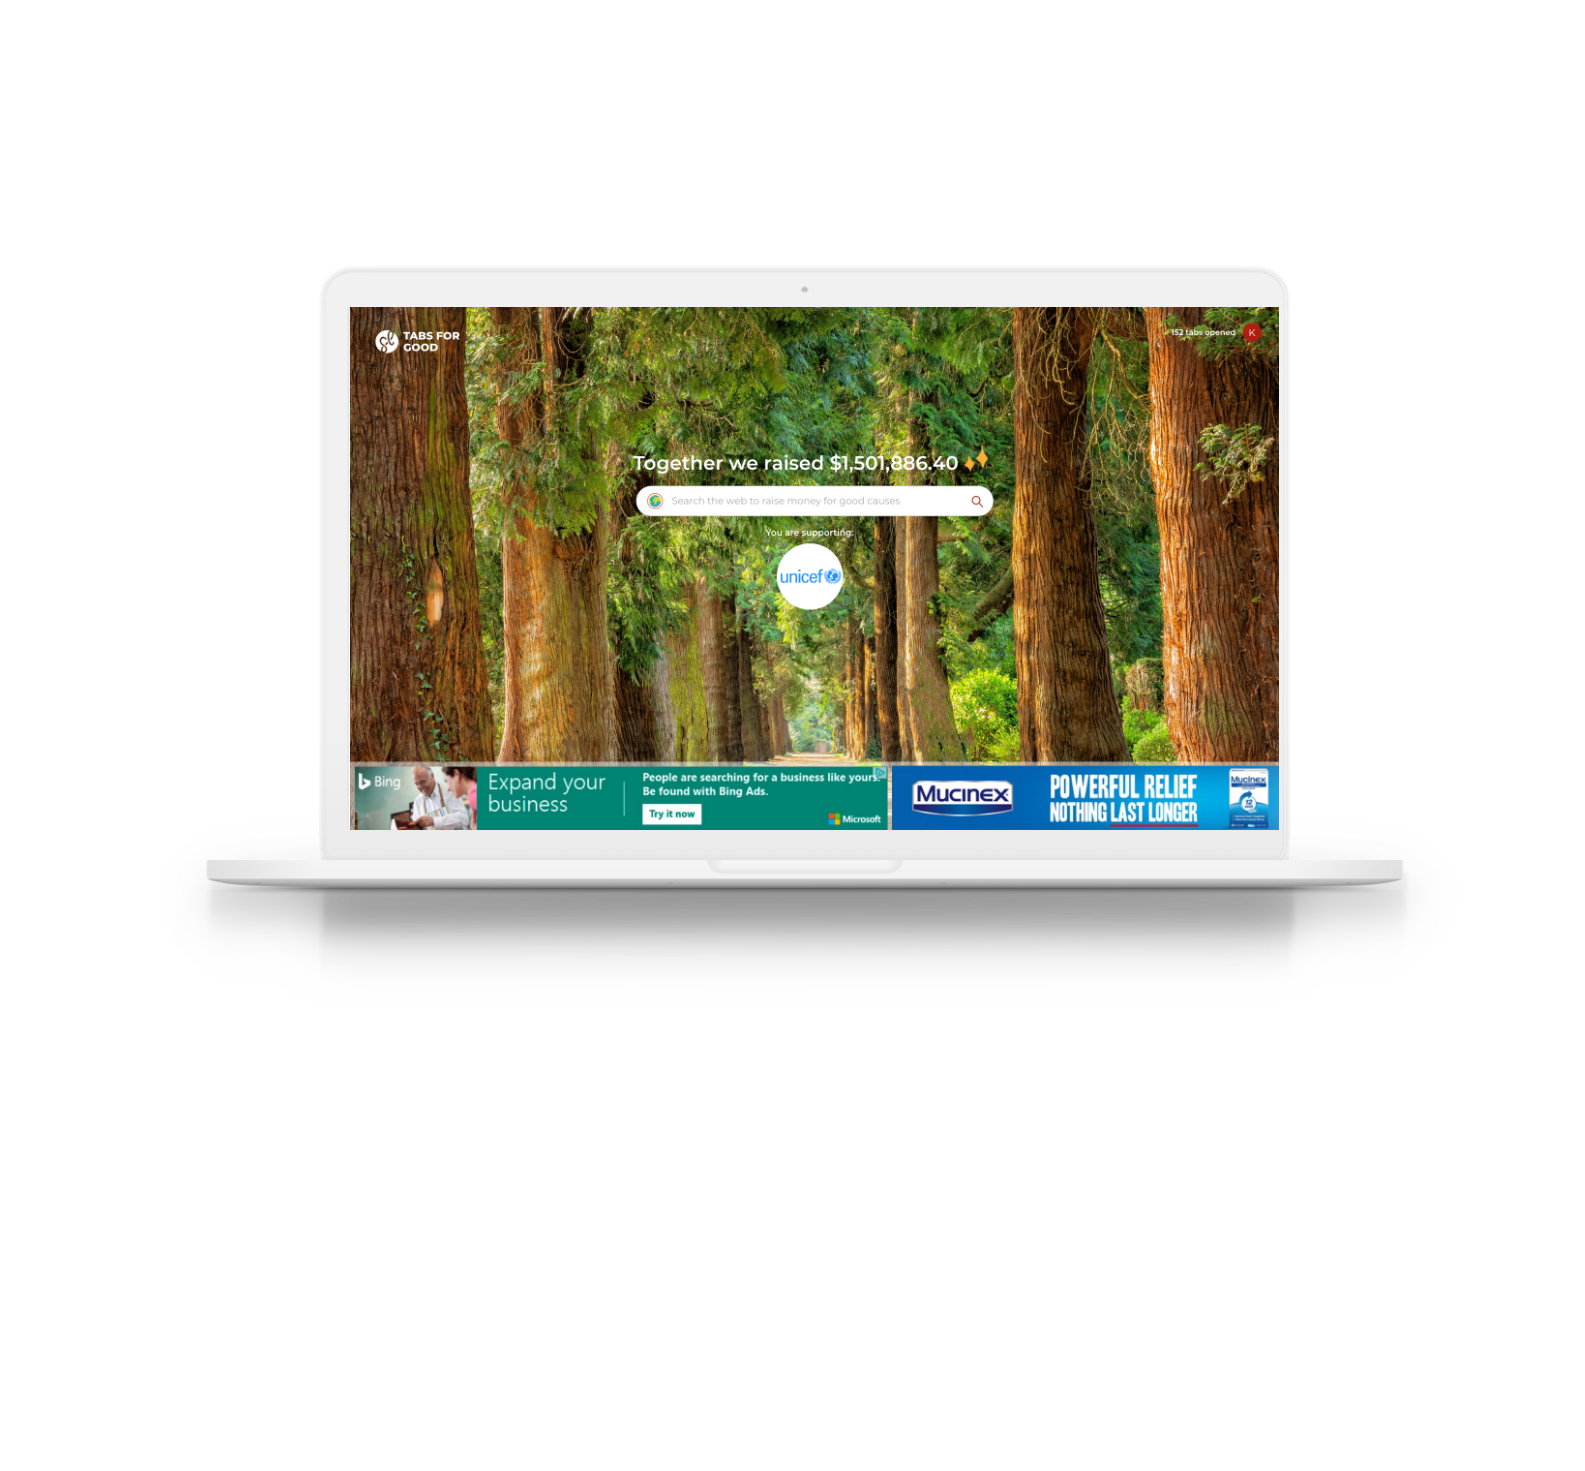 TABS FOR
GOOD
152 tabs opened K
Together we raised $1,501,886.40
Search the web to raise money for good causes
You are supporting:
unicef
Bing
Expand your
business
People are searching for a business like yours.
Be found with Bing Ads.
Try it now
Microsoft
Mucinex
POWERFUL RELIEF
NOTHING LAST LONGER
Mucinex
12